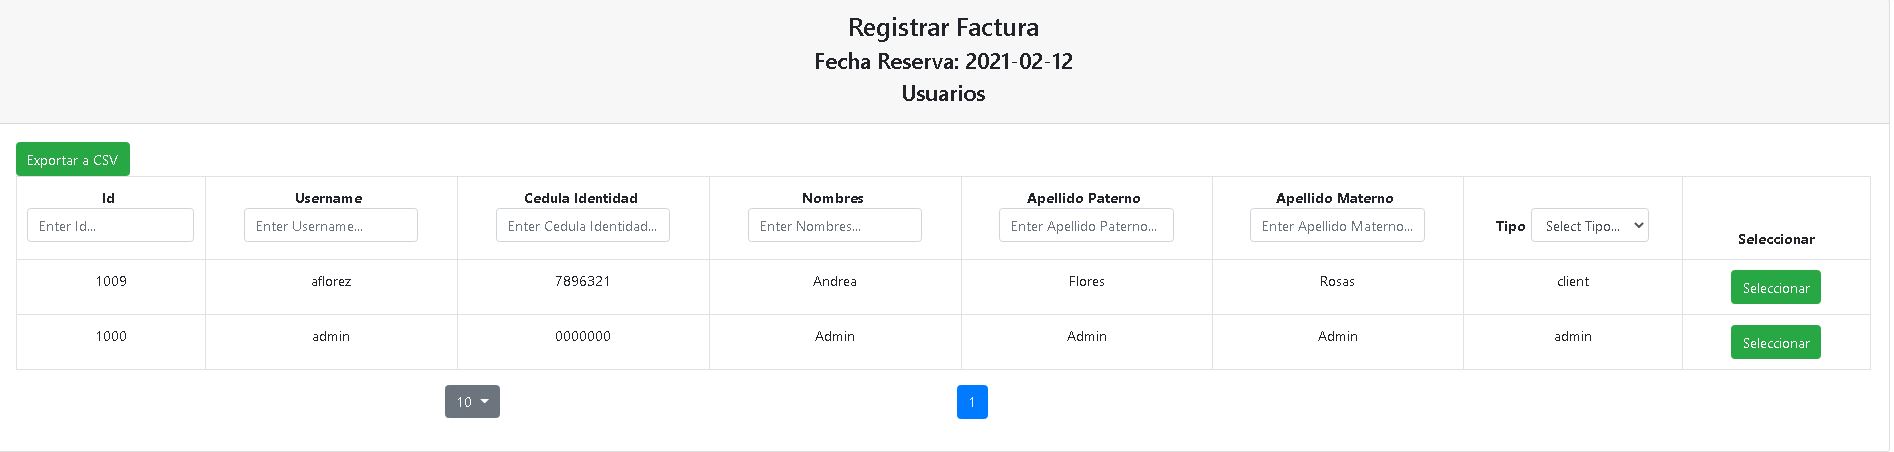 Registrar Factura
Fecha Reserva: 2021-02-12
Usuarios
Exportar a CSV
Id Username Cedula Identidad Nombres Apellido Paterno Apellido Materno
Enter Id... Enter Username... Enter Cedula Identidad... Enter Nombres... Enter Apellido Paterno... Enter Apellido Materno... Tipo Select Tipo... Seleccionar
1009 aflorez 7896321 Andrea Flores Rosas client Seleccionar
1000 admin 0000000 Admin Admin Admin admin Seleccionar
10 1